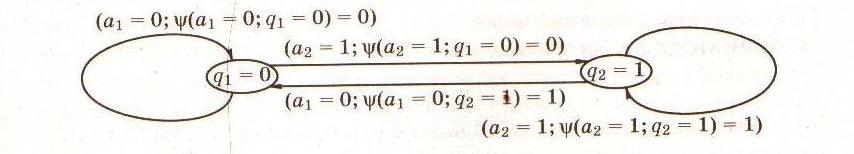 (a₁ = 0; ψ(a₁ = 0; q₁ = 0) = 0)
(a₂ = 1; ψ(a₂ = 1; q₁ = 0) = 0)
q₁ = 0
q₂ = 1
(a₁ = 0; ψ(a₁ = 0; q₂ = 1) = 1)
(a₂ = 1; ψ(a₂ = 1; q₂ = 1) = 1)